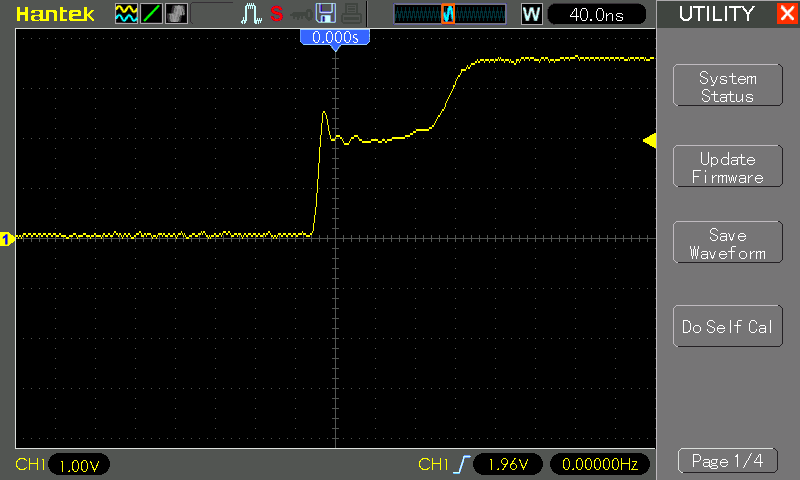 Hantek
S
W
40.0ns
UTILITY
0.000s
System
Status
Update
Firmware
Save
Waveform
Do Self Cal
1
CH1 1.00V
CH1 1.96V 0.00000Hz
Page 1/4